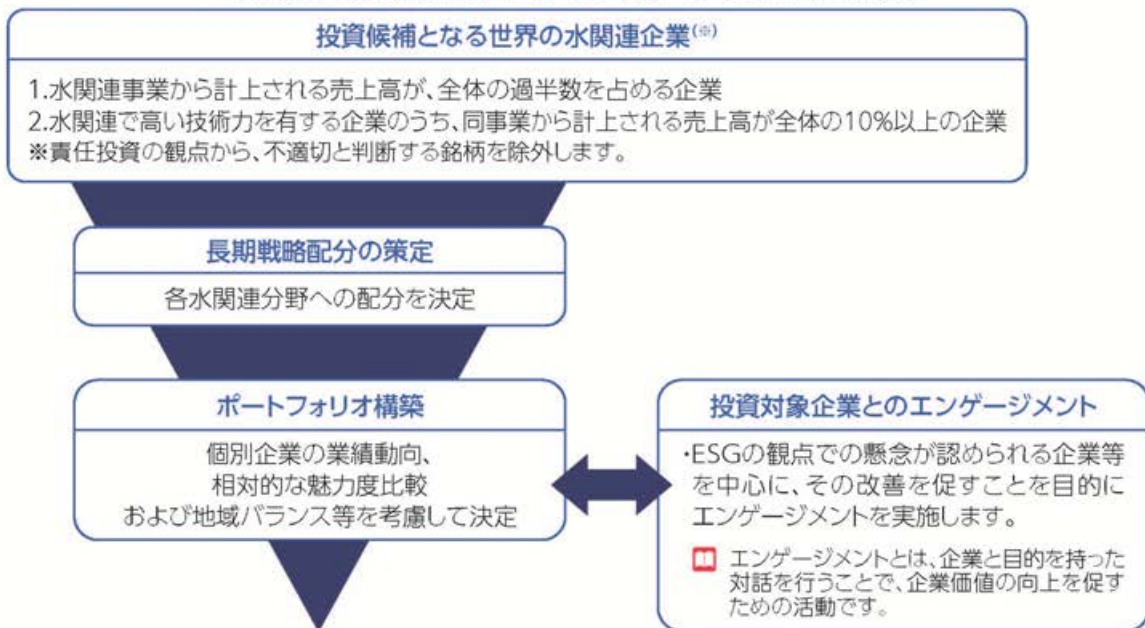 投資候補となる世界の水関連企業(※)
1.水関連事業から計上される売上高が、全体の過半数を占める企業
2.水関連で高い技術力を有する企業のうち、同事業から計上される売上高が全体の10%以上の企業
※責任投資の観点から、不適切と判断する銘柄を除外します。
長期戦略配分の策定
各水関連分野への配分を決定
ポートフォリオ構築
個別企業の業績動向、
相対的な魅力度比較
および地域バランス等を考慮して決定
投資対象企業とのエンゲージメント
・ESGの観点での懸念が認められる企業等
を中心に、その改善を促すことを目的に
エンゲージメントを実施します。
エンゲージメントとは、企業と目的を持った
対話を行うことで、企業価値の向上を促す
ための活動です。